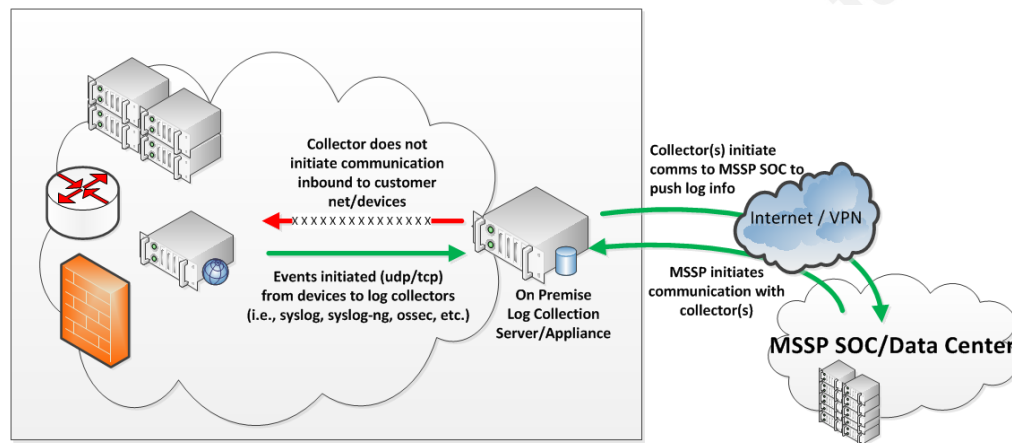 Collector does not
initiate communication
inbound to customer
net/devices
X X X X X X X X X X X X X X X
Events initiated (udp/tcp)
from devices to log collectors
(i.e., syslog, syslog-ng, ossec, etc.)
On Premise
Log Collection
Server/Appliance
Collector(s) initiate
comms to MSSP SOC to
push log info
Internet / VPN
MSSP initiates
communication with
collector(s)
MSSP SOC/Data Center